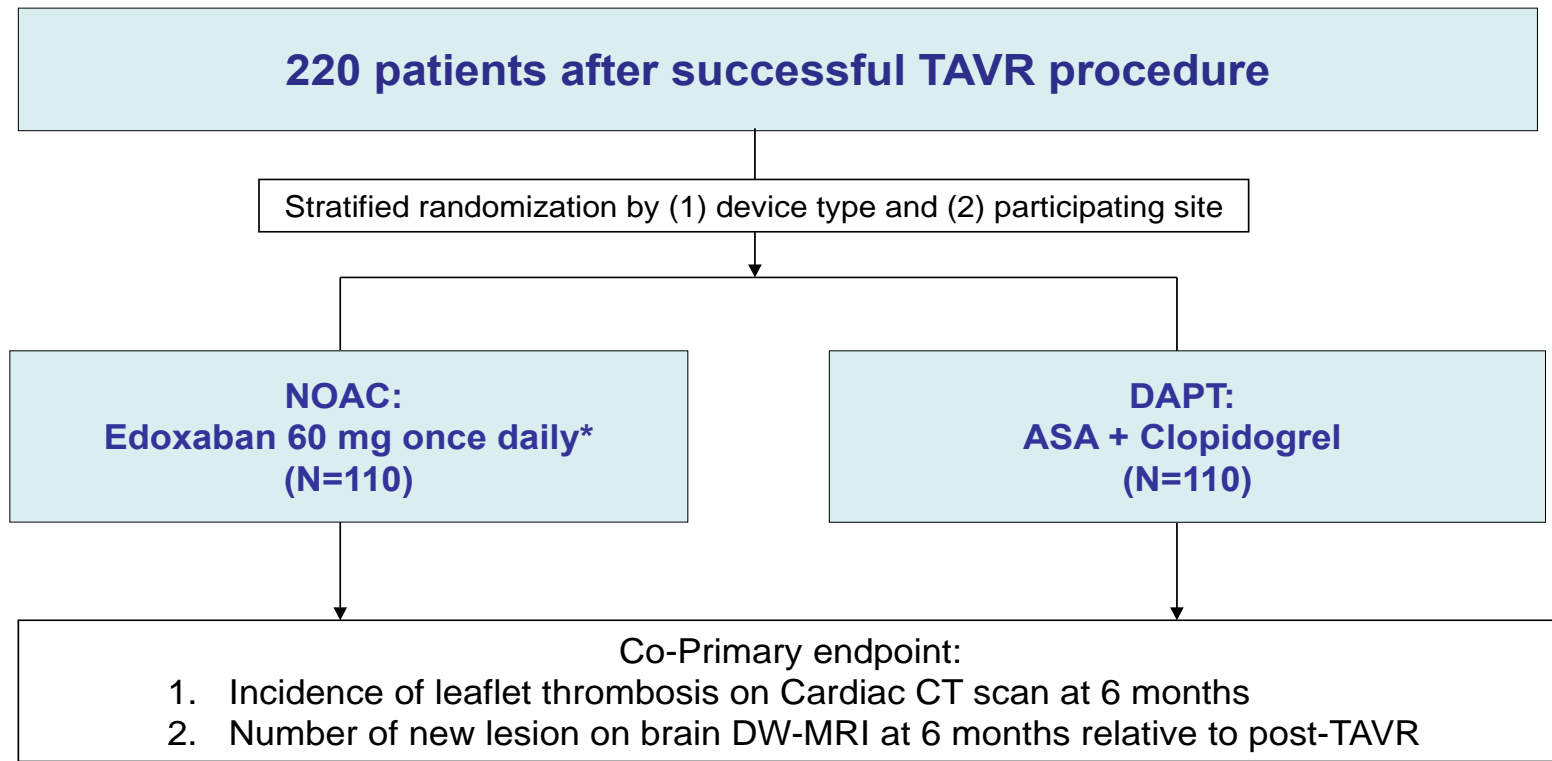 220 patients after successful TAVR procedure
Stratified randomization by (1) device type and (2) participating site
NOAC:
Edoxaban 60 mg once daily*
(N=110)
DAPT:
ASA + Clopidogrel
(N=110)
Co-Primary endpoint:
1. Incidence of leaflet thrombosis on Cardiac CT scan at 6 months
2. Number of new lesion on brain DW-MRI at 6 months relative to post-TAVR